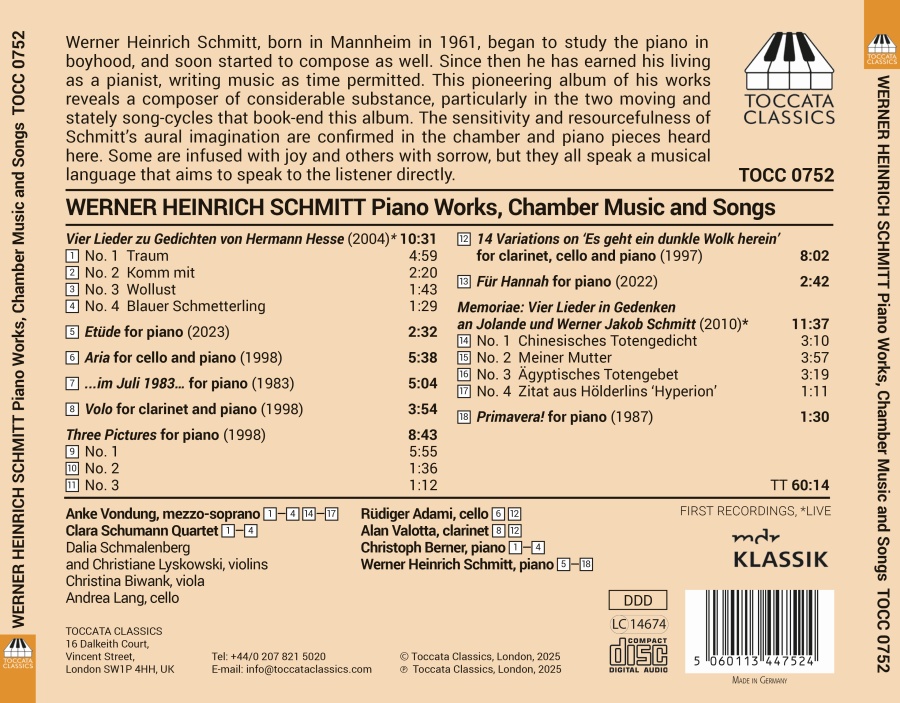 WERNER HEINRICH SCHMITT Piano Works, Chamber Music and Songs TOCC 0752
TOCCATA
CLASSICS
Werner Heinrich Schmitt, born in Mannheim in 1961, began to study the piano in
boyhood, and soon started to compose as well. Since then he has earned his living
as a pianist, writing music as time permitted. This pioneering album of his works
reveals a composer of considerable substance, particularly in the two moving and
stately song-cycles that book-end this album. The sensitivity and resourcefulness of
Schmitt’s aural imagination are confirmed in the chamber and piano pieces heard
here. Some are infused with joy and others with sorrow, but they all speak a musical
language that aims to speak to the listener directly.
TOCCATA
CLASSICS
TOCC 0752
WERNER HEINRICH SCHMITT Piano Works, Chamber Music and Songs
Vier Lieder zu Gedichten von Hermann Hesse (2004)* 10:31
1 No. 1 Traum 4:59
2 No. 2 Komm mit 2:20
3 No. 3 Wollust 1:43
4 No. 4 Blauer Schmetterling 1:29
5 Etüde for piano (2023) 2:32
6 Aria for cello and piano (1998) 5:38
7 ...im Juli 1983... for piano (1983) 5:04
8 Volo for clarinet and piano (1998) 3:54
Three Pictures for piano (1998) 8:43
9 No. 1 5:55
10 No. 2 1:36
11 No. 3 1:12
12 14 Variations on ‘Es geht ein dunkle Wolk herein’
for clarinet, cello and piano (1997) 8:02
13 Für Hannah for piano (2022) 2:42
Memoriae: Vier Lieder in Gedenken
an Jolande und Werner Jakob Schmitt (2010)* 11:37
14 No. 1 Chinesisches Totengedicht 3:10
15 No. 2 Meiner Mutter 3:57
16 No. 3 Ägyptisches Totengebet 3:19
17 No. 4 Zitat aus Hölderlins ‘Hyperion’ 1:11
18 Primavera! for piano (1987) 1:30
TT 60:14
Anke Vondung, mezzo-soprano 1–4 14–17
Clara Schumann Quartet 1–4
Dalia Schmalenberg
and Christiane Lyskowski, violins
Christina Biwank, viola
Andrea Lang, cello
Rüdiger Adami, cello 6 12
Alan Valotta, clarinet 8 12
Christoph Berner, piano 1–4
Werner Heinrich Schmitt, piano 5–18
FIRST RECORDINGS, *LIVE
mdr
KLASSIK
TOCCATA CLASSICS
16 Dalkeith Court,
Vincent Street,
London SW1P 4HH, UK
Tel: +44/0 207 821 5020
E-mail: info@toccataclassics.com
© Toccata Classics, London, 2025
℗ Toccata Classics, London, 2025
DDD
LC 14674
COMPACT
disc
DIGITAL AUDIO
5 060113 447524
Made in Germany
TOCCATA
CLASSICS
WERNER HEINRICH SCHMITT Piano Works, Chamber Music and Songs TOCC 0752